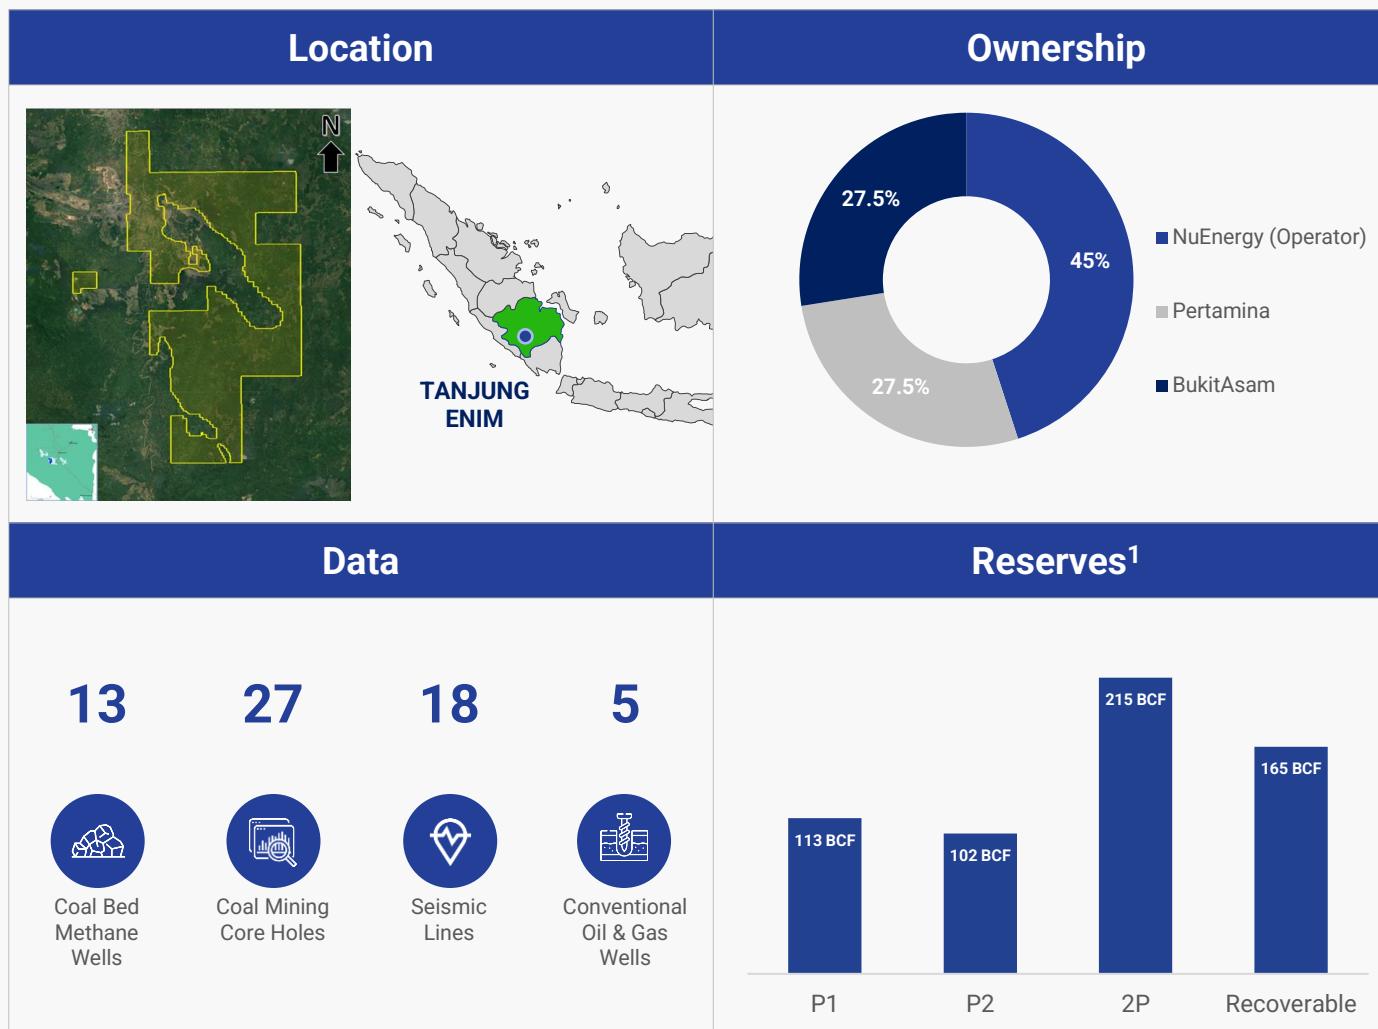 Location
Ownership
N
TANJUNG
ENIM
27.5%
45%
27.5%
NuEnergy (Operator)
Pertamina
BukitAsam
Data
Reserves¹
13
27
18
5
Coal Bed
Methane
Wells
Coal Mining
Core Holes
Seismic
Lines
Conventional
Oil & Gas
Wells
113 BCF
102 BCF
215 BCF
165 BCF
P1
P2
2P
Recoverable